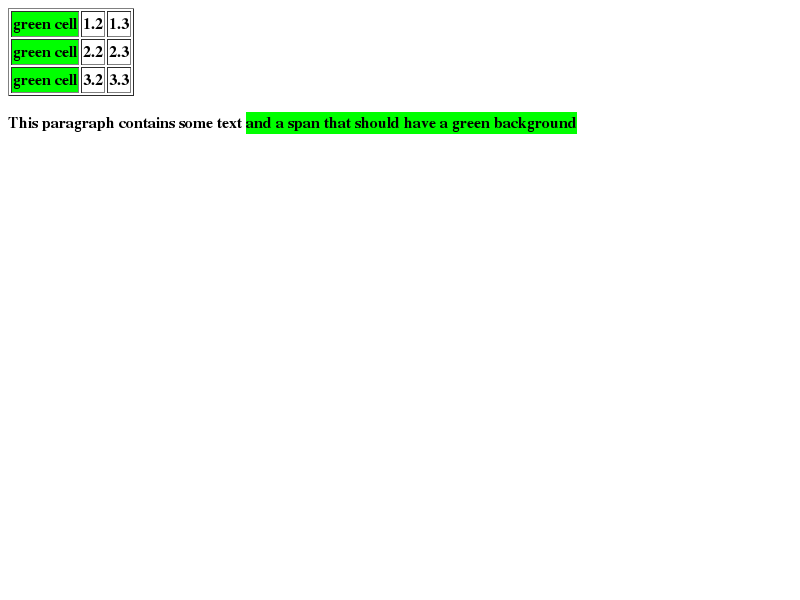 green cell 1.2 1.3
green cell 2.2 2.3
green cell 3.2 3.3
This paragraph contains some text and a span that should have a green background